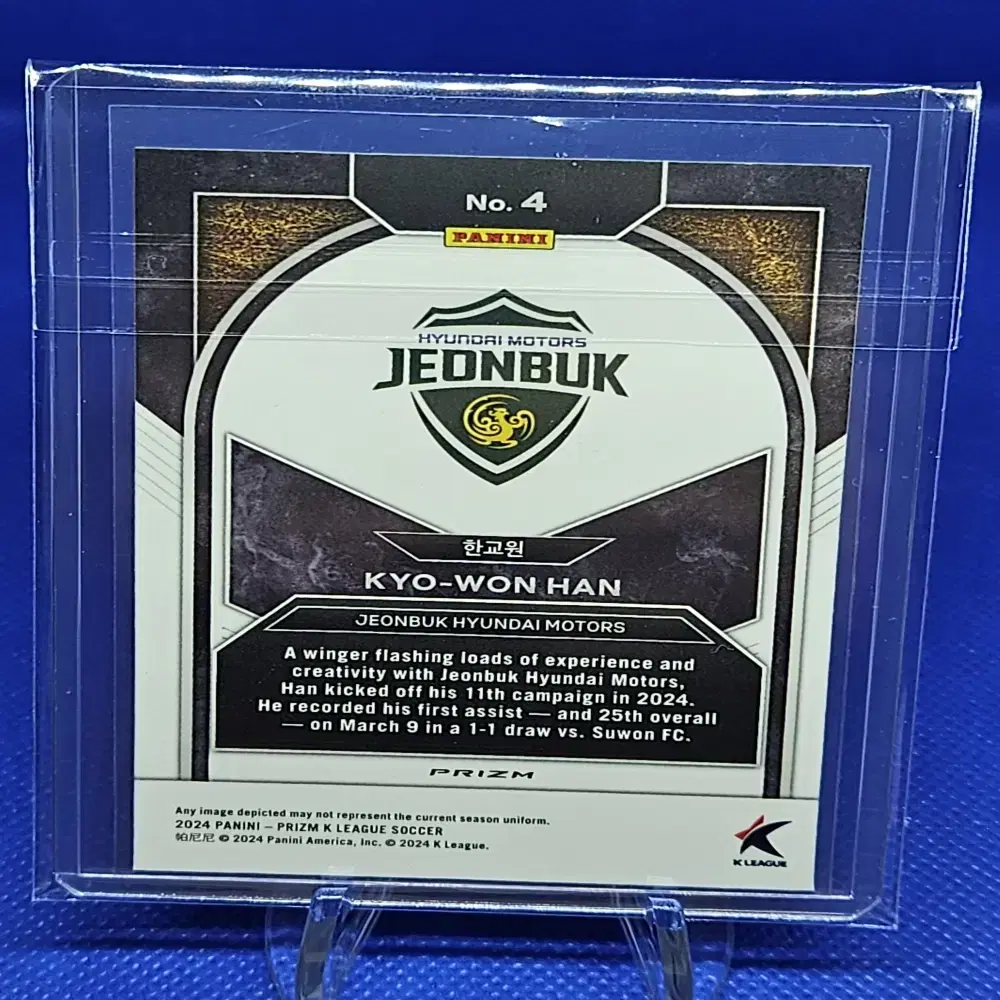 No. 4
PANINI
HYUNDAI MOTORS
JEONBUK
한교원
KYO-WON HAN
JEONBUK HYUNDAI MOTORS
A winger flashing loads of experience and
creativity with Jeonbuk Hyundai Motors,
Han kicked off his 11th campaign in 2024.
He recorded his first assist — and 25th overall
— on March 9 in a 1-1 draw vs. Suwon FC.
PRIZM
Any image depicted may not represent the current season uniform.
2024 PANINI – PRIZM K LEAGUE SOCCER
帕尼尼 © 2024 Panini America, Inc. © 2024 K League.
K LEAGUE